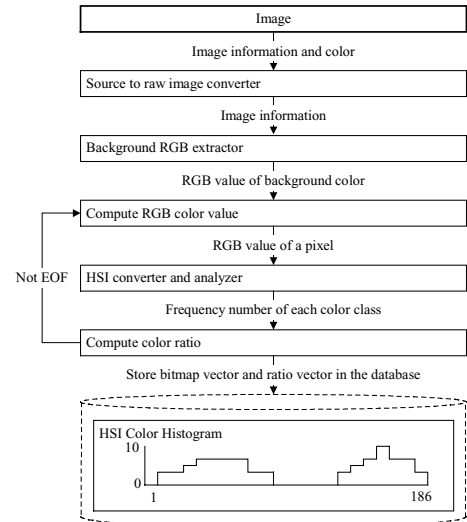 Image
Image information and color
Source to raw image converter
Image information
Background RGB extractor
RGB value of background color
Compute RGB color value
RGB value of a pixel
Not EOF
HSI converter and analyzer
Frequency number of each color class
Compute color ratio
Store bitmap vector and ratio vector in the database
HSI Color Histogram
10
0
1
186